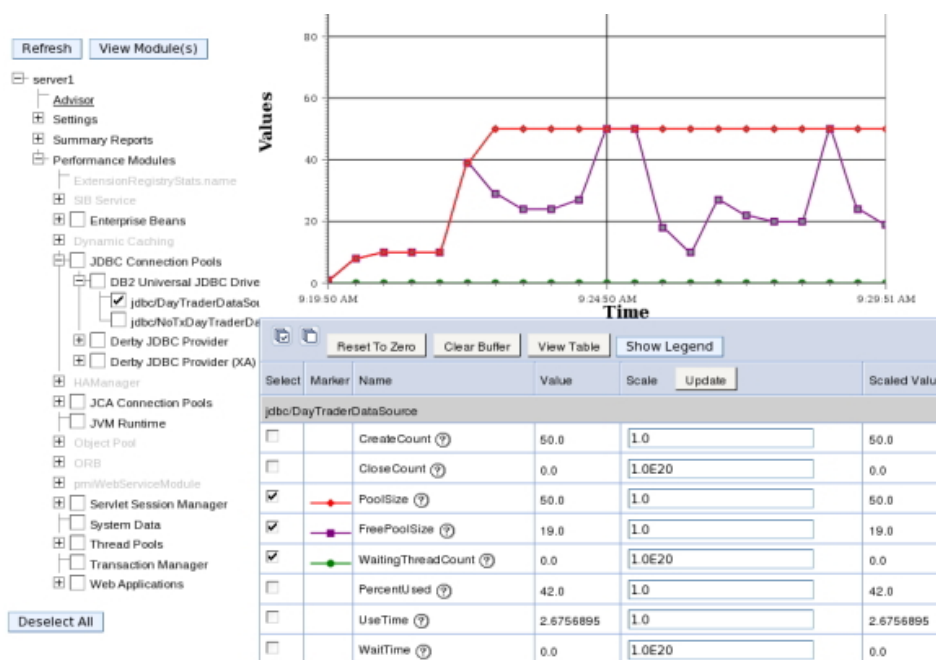 Refresh
View Module(s)
server1
Advisor
Settings
Summary Reports
Performance Modules
ExtensionRegistryStats.name
SIB Service
Enterprise Beans
Dynamic Caching
JDBC Connection Pools
DB2 Universal JDBC Drive
jdbc/DayTraderDataSou
jdbc/NoTxDayTraderDa
Derby JDBC Provider
Derby JDBC Provider (XA)
HAManager
JCA Connection Pools
JVM Runtime
Object Pool
ORB
pmiWebServiceModule
Servlet Session Manager
System Data
Thread Pools
Transaction Manager
Web Applications
Deselect All
Values
80
60
40
20
0
9:19:50 AM 9:24:50 AM 9:29:51 AM
Time
Reset To Zero Clear Buffer View Table Show Legend
Select Marker Name Value Scale Update Scaled Valu
jdbc/DayTraderDataSource
CreateCount ? 50.0 1.0 50.0
CloseCount ? 0.0 1.0E20 0.0
PoolSize ? 50.0 1.0 50.0
FreePoolSize ? 19.0 1.0 19.0
WaitingThreadCount ? 0.0 1.0E20 0.0
PercentUsed ? 42.0 1.0 42.0
UseTime ? 2.6756895 1.0 2.6756895
WaitTime ? 0.0 1.0E20 0.0